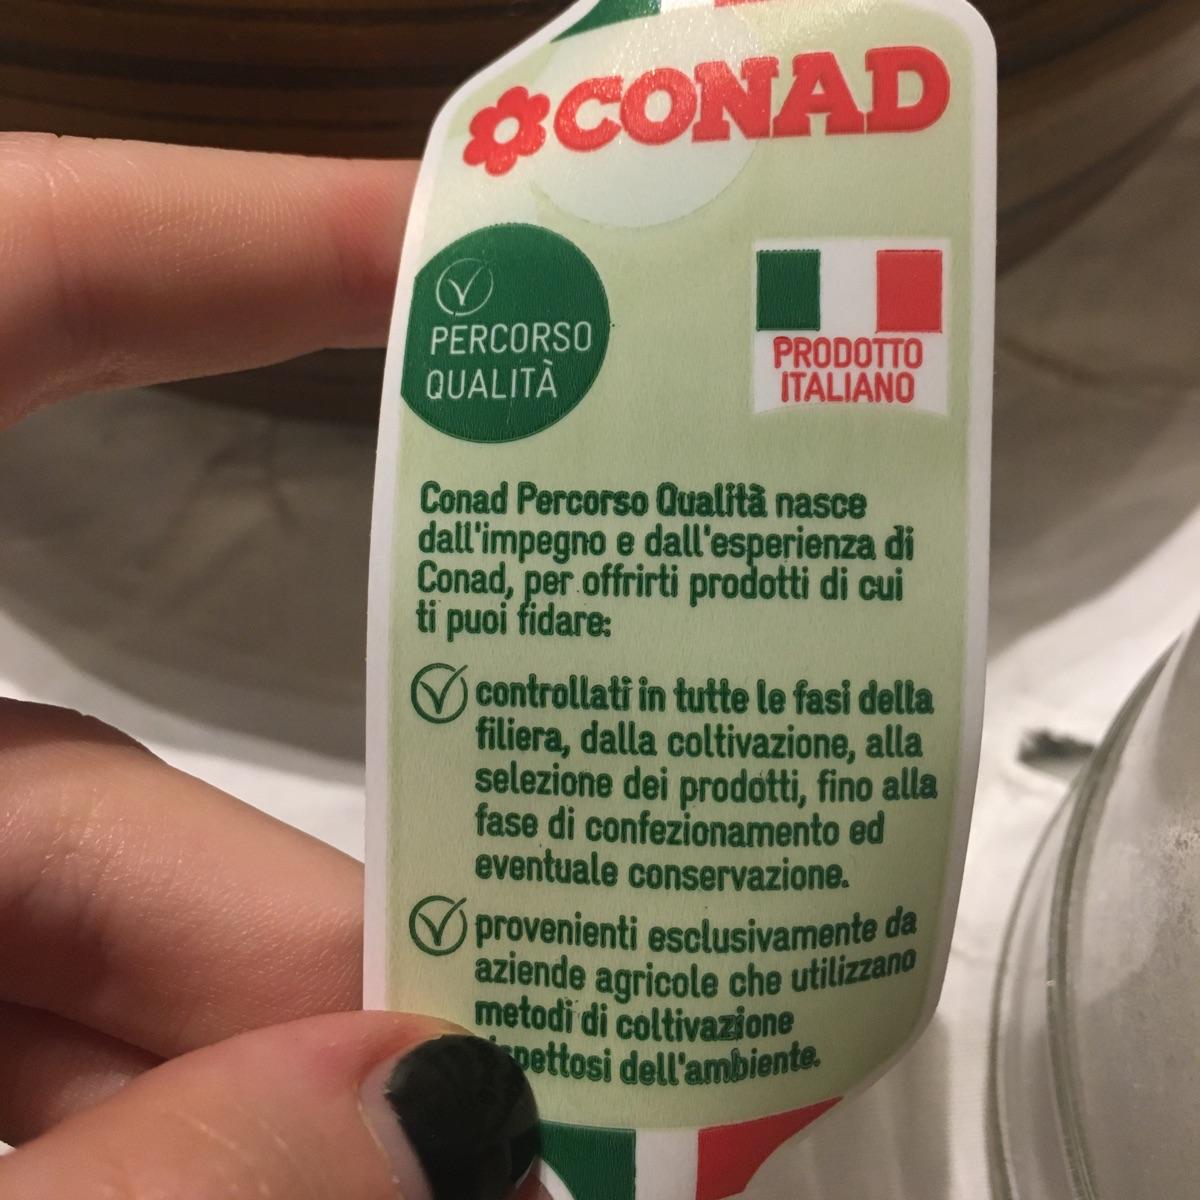 CONAD
PERCORSO
QUALITÀ
PRODOTTO
ITALIANO
Conad Percorso Qualità nasce
dall'impegno e dall'esperienza di
Conad, per offrirti prodotti di cui
ti puoi fidare:
controllati in tutte le fasi della
filiera, dalla coltivazione, alla
selezione dei prodotti, fino alla
fase di confezionamento ed
eventuale conservazione.
provenienti esclusivamente da
aziende agricole che utilizzano
metodi di coltivazione
dell'ambiente.